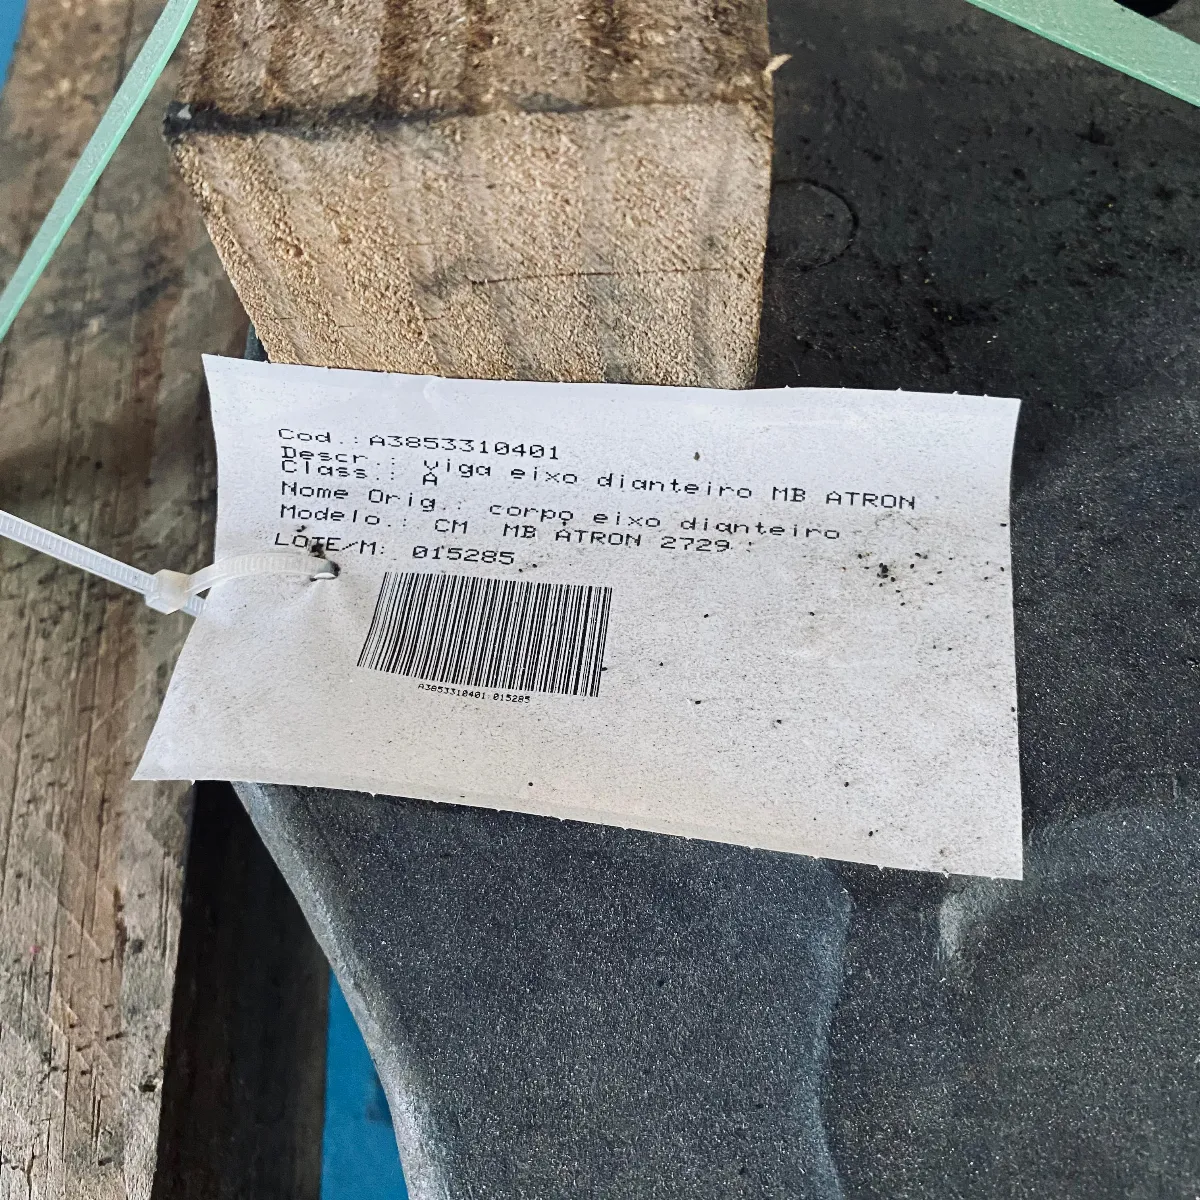 Cod.:A3853310401
Descr.: viga eixo dianteiro MB ATRON
Class.: A
Nome Orig.: corpo eixo dianteiro
Modelo.: CM MB ATRON 2729
LOTE/M: 015285
A3853310401:015285